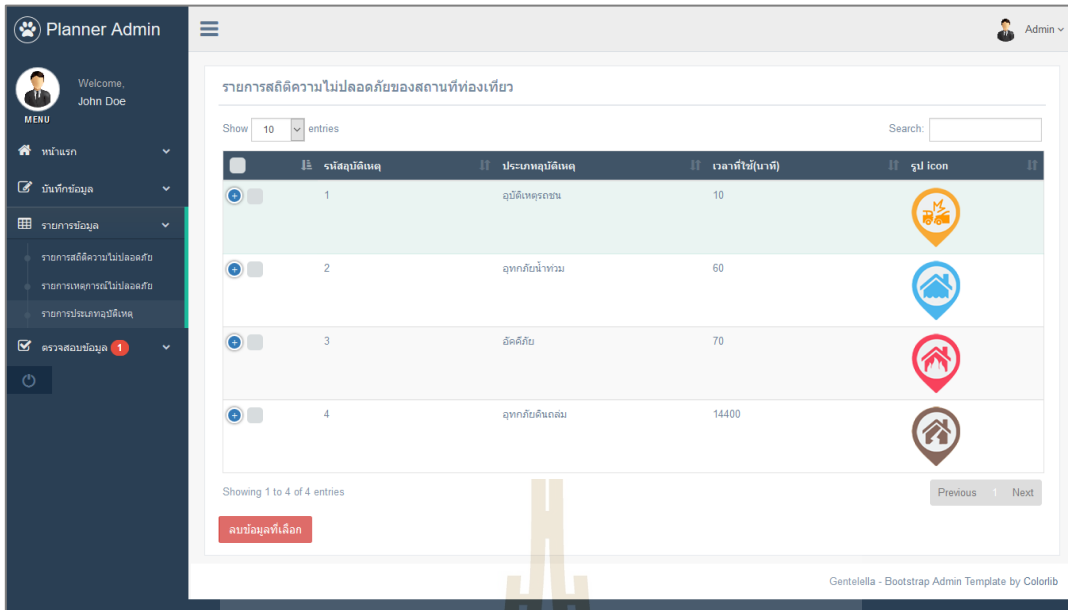 Planner Admin
Admin
Welcome,
John Doe
MENU
หน้าแรก
บันทึกข้อมูล
รายการข้อมูล
รายการสถิติความไม่ปลอดภัย
รายการเหตุการณ์ไม่ปลอดภัย
รายการประเภทอุบัติเหตุ
ตรวจสอบข้อมูล 1
รายการสถิติความไม่ปลอดภัยของสถานที่ท่องเที่ยว
Show 10 entries
Search:
รหัสอุบัติเหตุ ประเภทอุบัติเหตุ เวลาที่ใช้(นาที) รูป icon
1 อุบัติเหตุรถชน 10
2 อุทกภัยน้ำท่วม 60
3 อัคคีภัย 70
4 อุทกภัยดินถล่ม 14400
Showing 1 to 4 of 4 entries
Previous 1 Next
ลบข้อมูลที่เลือก
Gentelella - Bootstrap Admin Template by Colorlib